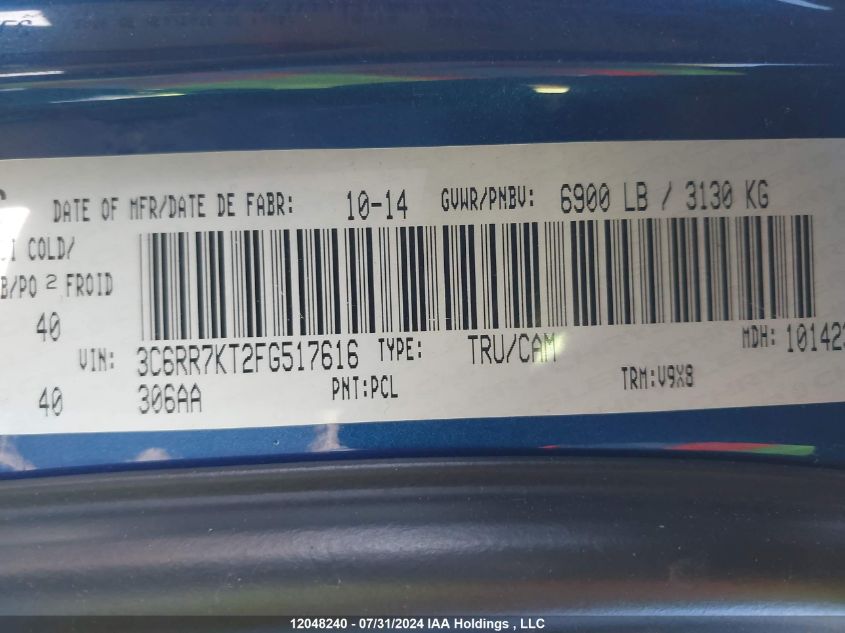 DATE OF MFR/DATE DE FABR: 10-14 GVWR/PNBV: 6900 LB / 3130 KG
COLD/
B/PO 2 FROID
40
VIN: 3C6RR7KT2FG517616 TYPE: TRU/CAM MDH: 101423
40 306AA PNT:PCL TRM:V9X8
12048240 - 07/31/2024 IAA Holdings , LLC